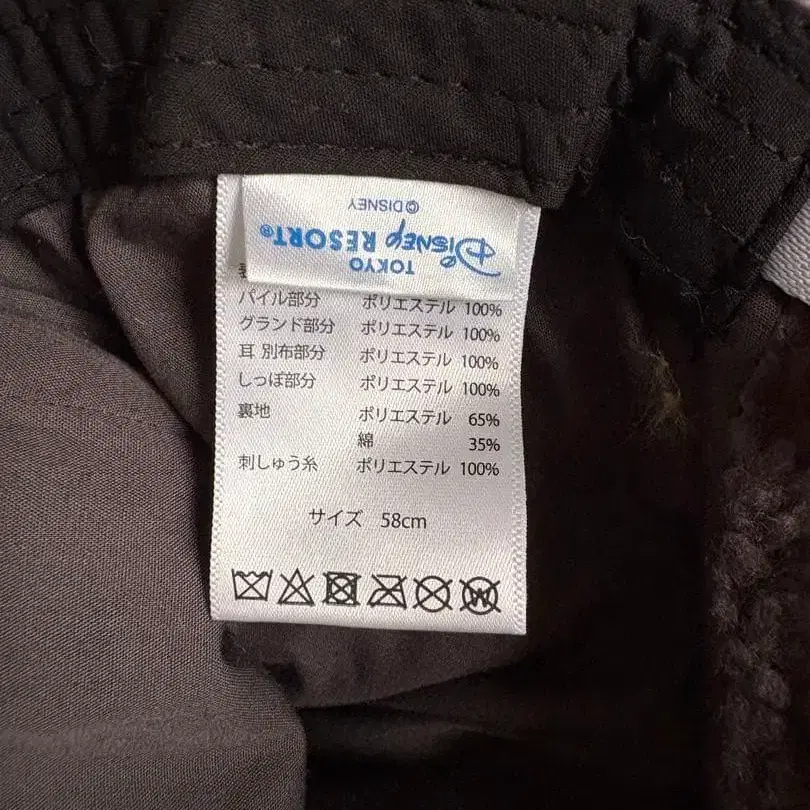 © DISNEY
TOKYO
DISNEY RESORT®
パイル部分 ポリエステル 100%
グランド部分 ポリエステル 100%
耳 別布部分 ポリエステル 100%
しっぽ部分 ポリエステル 100%
裏地 ポリエステル 65%
綿 35%
刺しゅう糸 ポリエステル 100%
サイズ 58cm
W